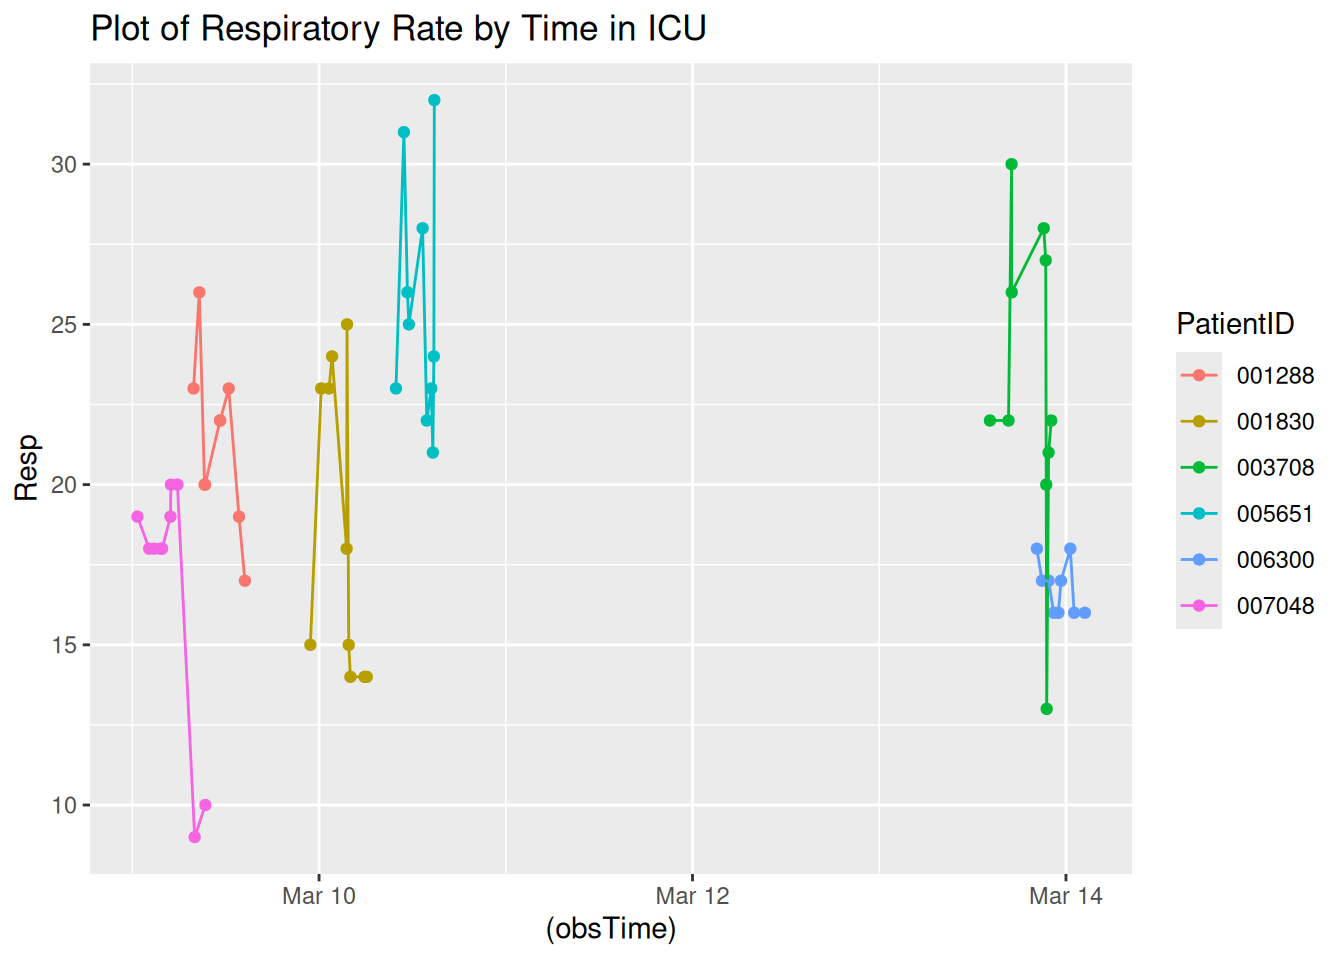 Plot of Respiratory Rate by Time in ICU
30
25
20
15
10
Resp
Mar 10
Mar 12
Mar 14
(obsTime)
PatientID
001288
001830
003708
005651
006300
007048